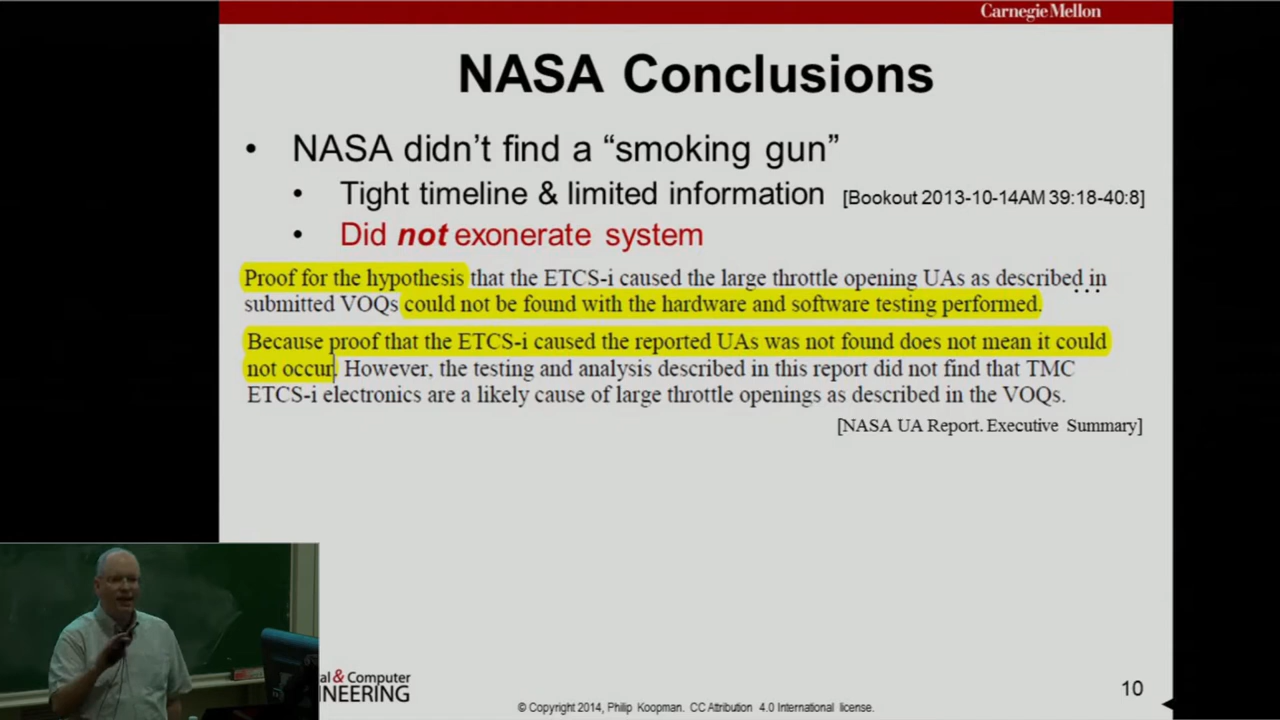 Carnegie Mellon
NASA Conclusions
• NASA didn't find a “smoking gun”
• Tight timeline & limited information [Bookout 2013-10-14AM 39:18-40:8]
• Did not exonerate system
Proof for the hypothesis that the ETCS-i caused the large throttle opening UAs as described in
...
submitted VOQs could not be found with the hardware and software testing performed.
Because proof that the ETCS-i caused the reported UAs was not found does not mean it could
not occur. However, the testing and analysis described in this report did not find that TMC
ETCS-i electronics are a likely cause of large throttle openings as described in the VOQs.
[NASA UA Report. Executive Summary]
al & Computer
INEERING
© Copyright 2014, Philip Koopman. CC Attribution 4.0 International license.
10